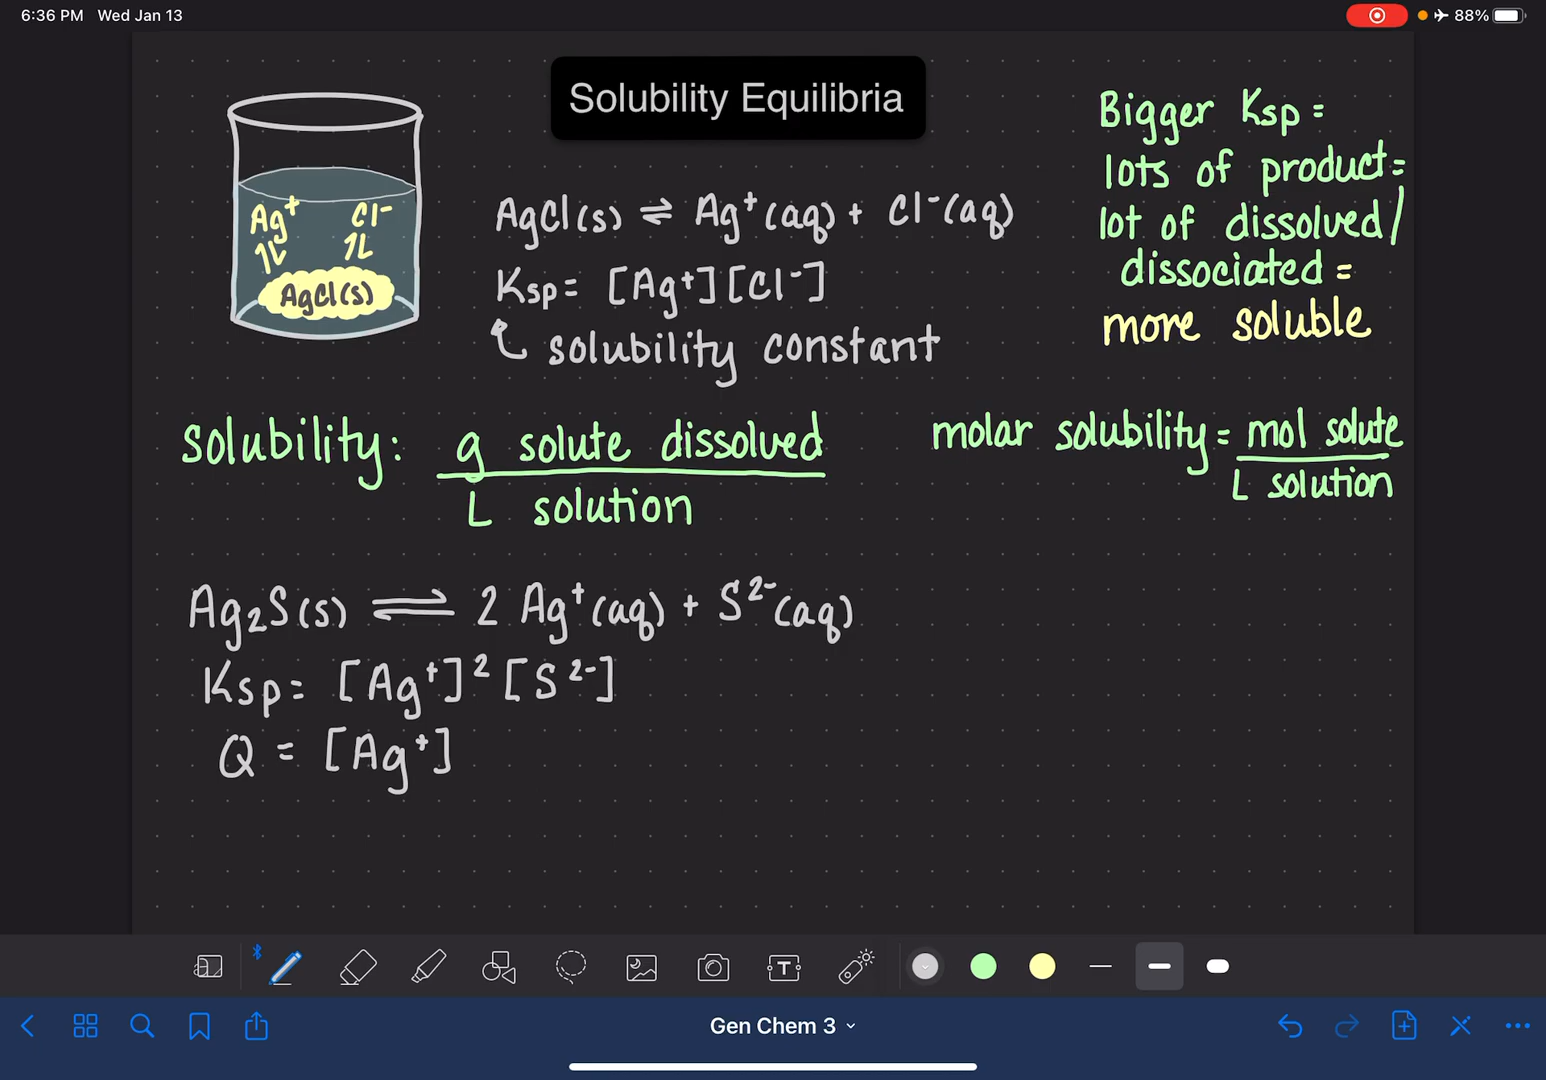 6:36 PM Wed Jan 13
88%
Solubility Equilibria
Ag⁺ Cl⁻
AgCl(s)
AgCl(s) ⇌ Ag⁺(aq) + Cl⁻(aq)
Ksp = [Ag⁺][Cl⁻]
solubility constant
Bigger Ksp =
lots of product =
lot of dissolved/
dissociated =
more soluble
Solubility: g solute dissolved
L solution
molar solubility = mol solute
L solution
Ag₂S(s) ⇌ 2 Ag⁺(aq) + S²⁻(aq)
Ksp = [Ag⁺]² [S²⁻]
Q = [Ag⁺]
T
Gen Chem 3